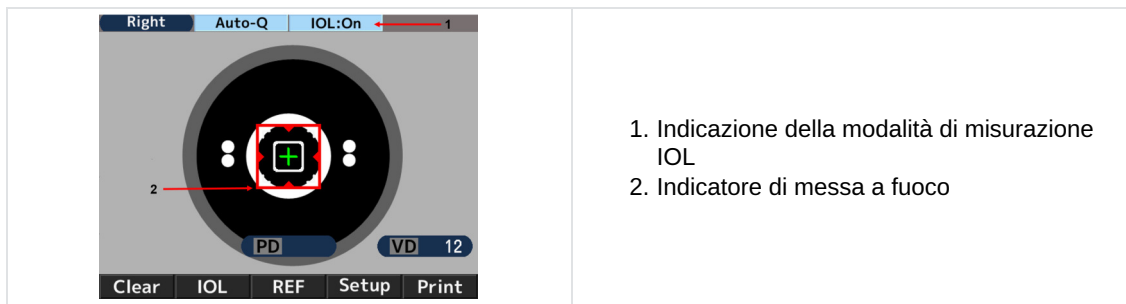 Right Auto-Q IOL:On 1
2
PD VD 12
Clear IOL REF Setup Print
1. Indicazione della modalità di misurazione
IOL
2. Indicatore di messa a fuoco